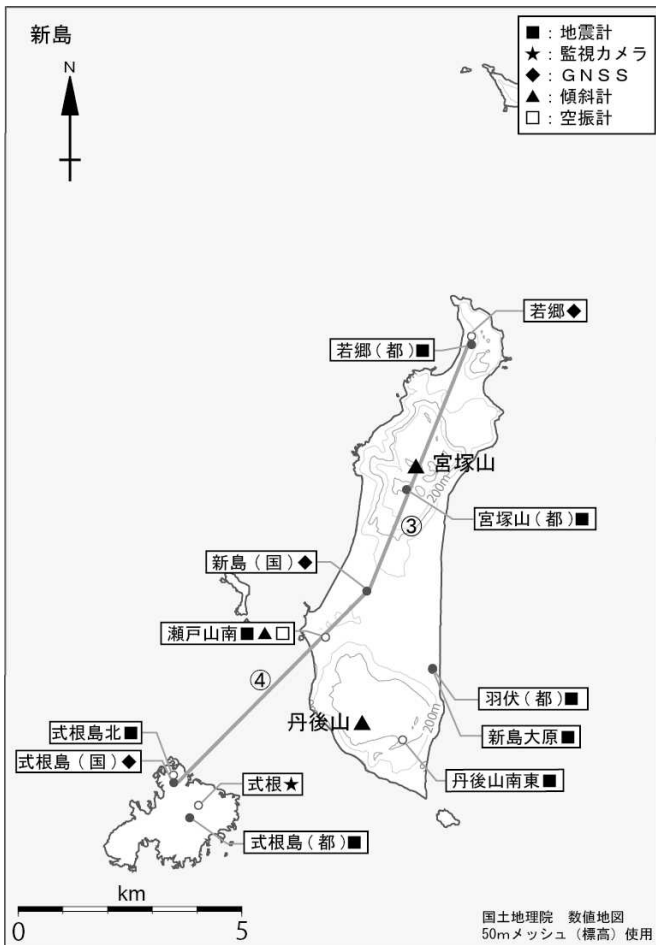 新島
N
■：地震計
★：監視カメラ
◆：ＧＮＳＳ
▲：傾斜計
□：空振計
若郷◆
若郷（都）■
宮塚山
200m
宮塚山（都）■
③
新島（国）◆
瀬戸山南■▲□
④
羽伏（都）■
丹後山
200m
新島大原■
式根島北■
式根島（国）◆
丹後山南東■
式根★
式根島（都）■
km
0 5
国土地理院　数値地図
50mメッシュ（標高）使用